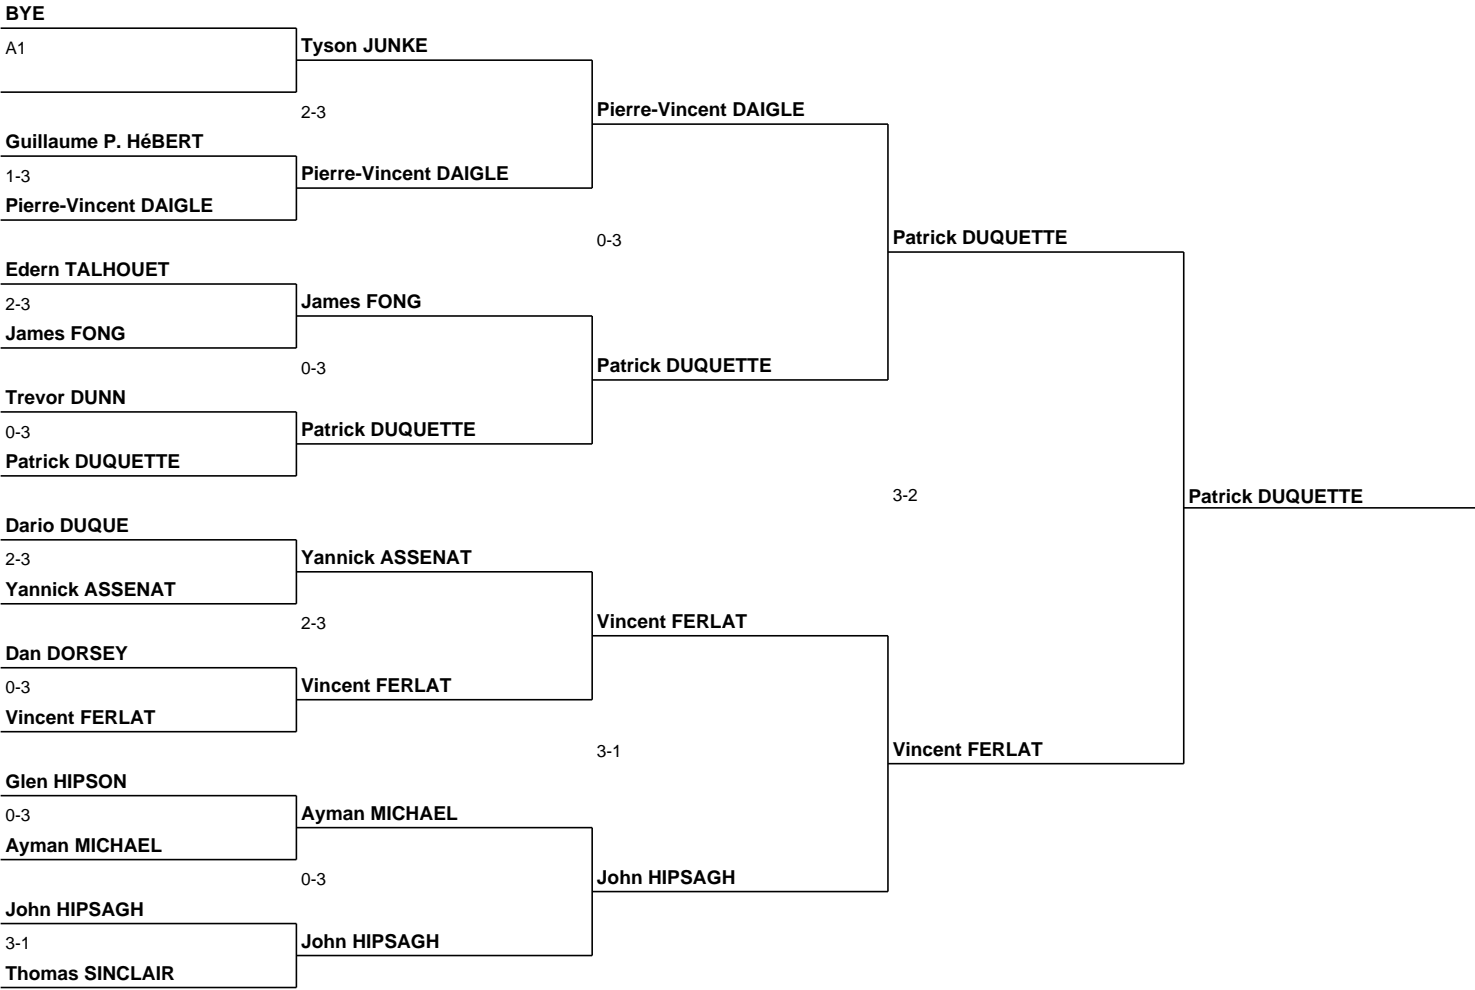 BYE
A1
Tyson JUNKE
2-3
Pierre-Vincent DAIGLE
Guillaume P. HéBERT
1-3
Pierre-Vincent DAIGLE
Pierre-Vincent DAIGLE
0-3
Patrick DUQUETTE
Edern TALHOUET
2-3
James FONG
James FONG
0-3
Patrick DUQUETTE
Trevor DUNN
0-3
Patrick DUQUETTE
Patrick DUQUETTE
3-2
Patrick DUQUETTE
Dario DUQUE
2-3
Yannick ASSENAT
Yannick ASSENAT
2-3
Vincent FERLAT
Dan DORSEY
0-3
Vincent FERLAT
Vincent FERLAT
3-1
Vincent FERLAT
Glen HIPSON
0-3
Ayman MICHAEL
Ayman MICHAEL
0-3
John HIPSAGH
John HIPSAGH
3-1
John HIPSAGH
Thomas SINCLAIR